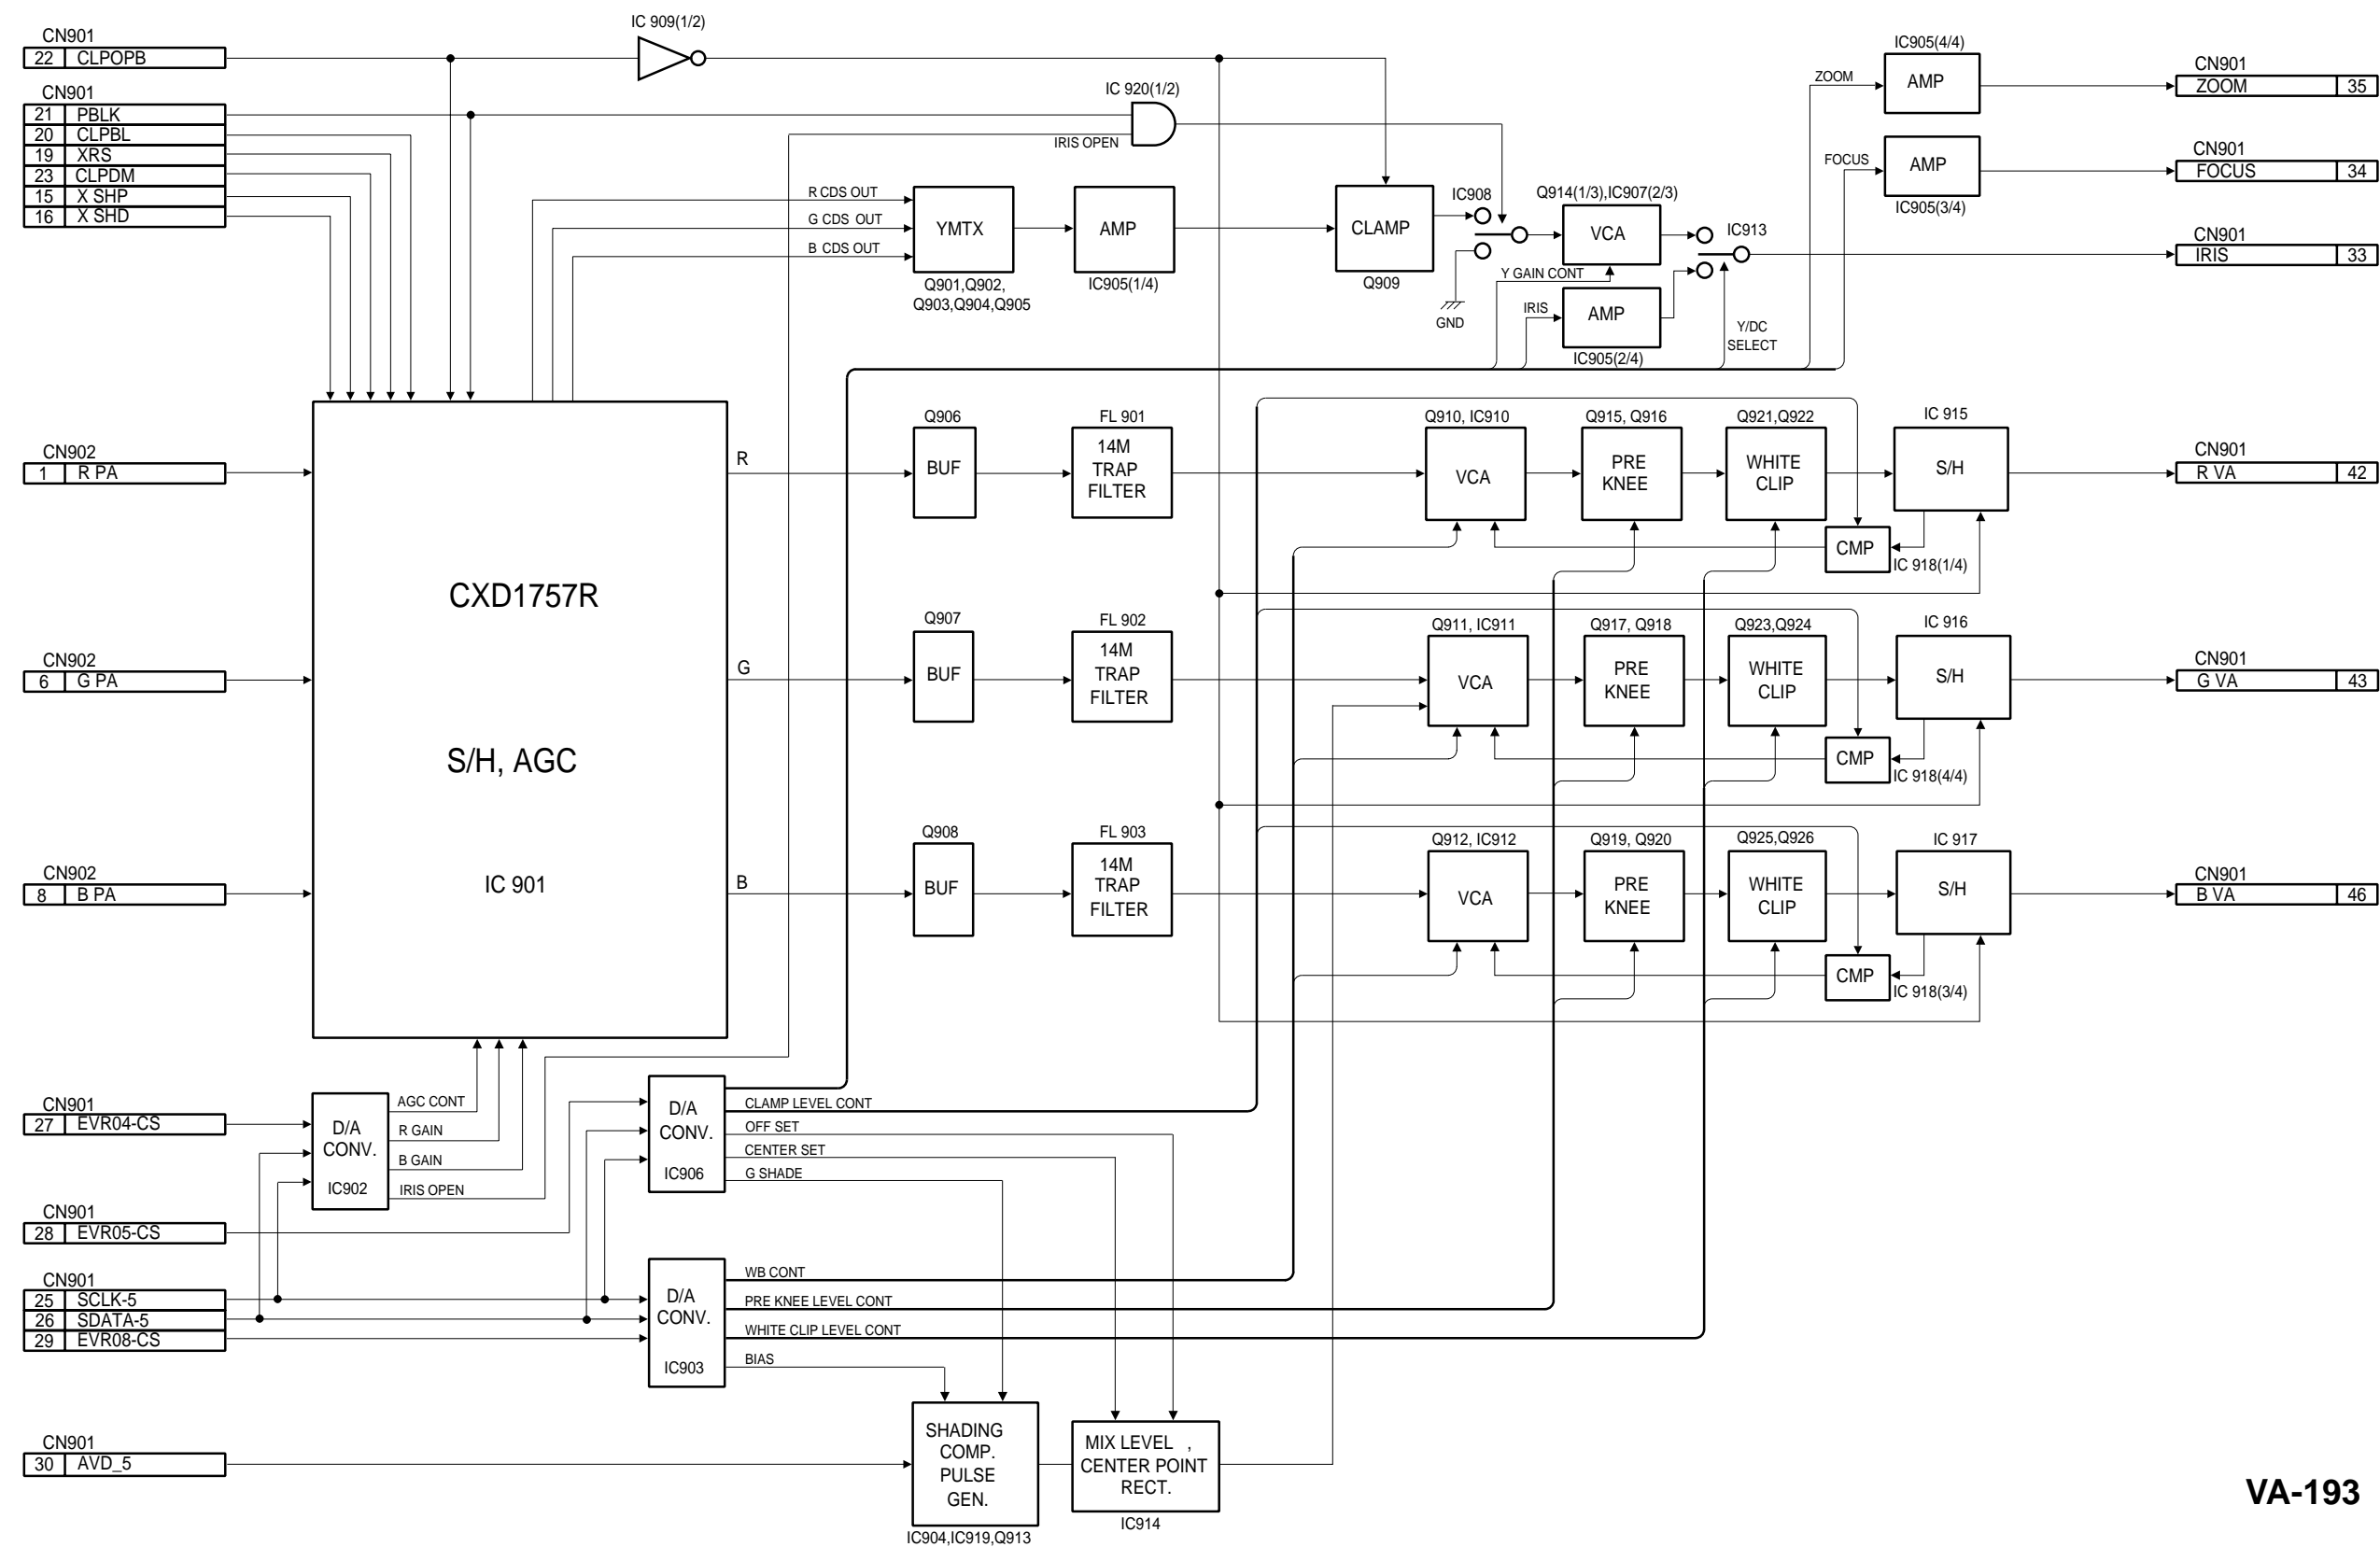 IC 909(1/2)
CN901
22 CLPOPB
CN901
21 PBLK
20 CLPBL
19 XRS
23 CLPDM
15 X SHP
16 X SHD
IC 920(1/2)
IRIS OPEN
R CDS OUT
G CDS OUT
B CDS OUT
YMTX
Q901,Q902,
Q903,Q904,Q905
AMP
IC905(1/4)
CLAMP
Q909
IC908
GND
Q914(1/3),IC907(2/3)
VCA
Y GAIN CONT
IRIS
AMP
IC905(2/4)
IC913
Y/DC
SELECT
ZOOM
IC905(4/4)
AMP
FOCUS
AMP
IC905(3/4)
CN901
ZOOM 35
CN901
FOCUS 34
CN901
IRIS 33
CN902
1 R PA
CN902
6 G PA
CN902
8 B PA
CXD1757R
S/H, AGC
IC 901
R
Q906
BUF
FL 901
14M
TRAP
FILTER
Q910, IC910
VCA
Q915, Q916
PRE
KNEE
Q921,Q922
WHITE
CLIP
IC 915
S/H
CMP
IC 918(1/4)
CN901
R VA 42
G
Q907
BUF
FL 902
14M
TRAP
FILTER
Q911, IC911
VCA
Q917, Q918
PRE
KNEE
Q923,Q924
WHITE
CLIP
IC 916
S/H
CMP
IC 918(4/4)
CN901
G VA 43
B
Q908
BUF
FL 903
14M
TRAP
FILTER
Q912, IC912
VCA
Q919, Q920
PRE
KNEE
Q925,Q926
WHITE
CLIP
IC 917
S/H
CMP
IC 918(3/4)
CN901
B VA 46
CN901
27 EVR04-CS
D/A
CONV.
IC902
AGC CONT
R GAIN
B GAIN
IRIS OPEN
CN901
28 EVR05-CS
D/A
CONV.
IC906
CLAMP LEVEL CONT
OFF SET
CENTER SET
G SHADE
CN901
25 SCLK-5
26 SDATA-5
29 EVR08-CS
D/A
CONV.
IC903
WB CONT
PRE KNEE LEVEL CONT
WHITE CLIP LEVEL CONT
BIAS
CN901
30 AVD_5
SHADING
COMP.
PULSE
GEN.
IC904,IC919,Q913
MIX LEVEL ,
CENTER POINT
RECT.
IC914
VA-193